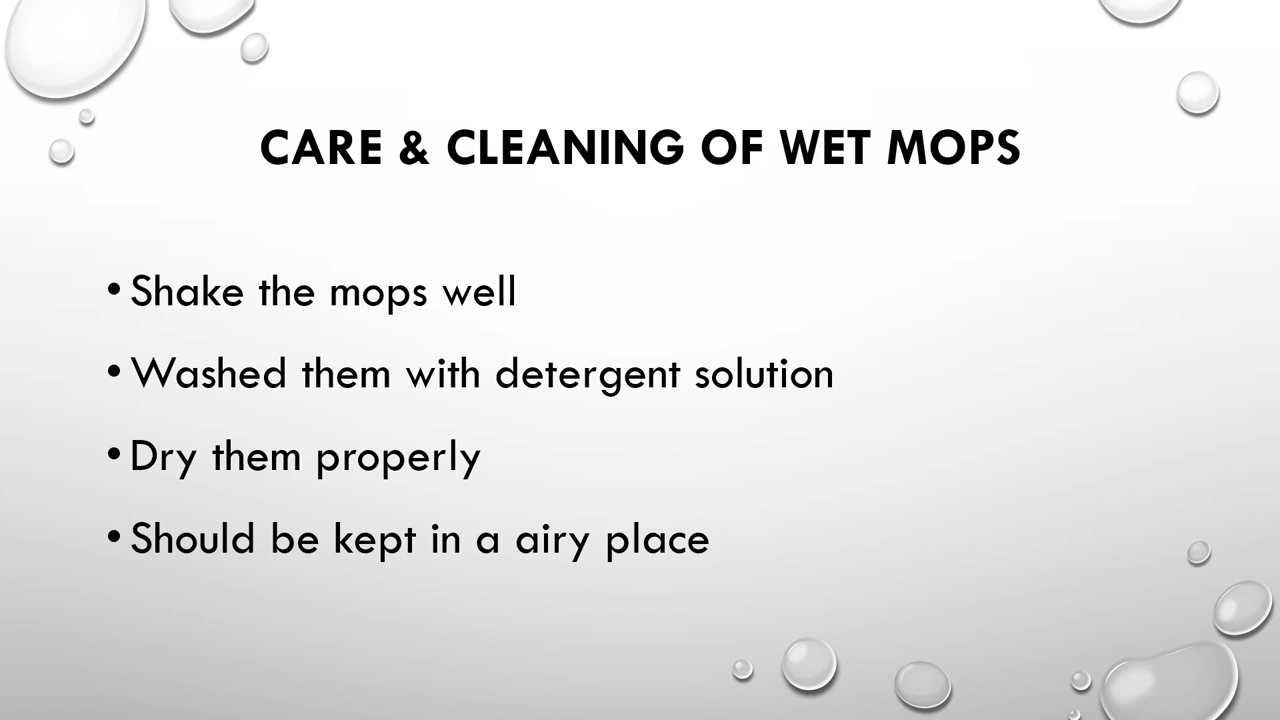 CARE & CLEANING OF WET MOPS
• Shake the mops well
• Washed them with detergent solution
• Dry them properly
• Should be kept in a airy place